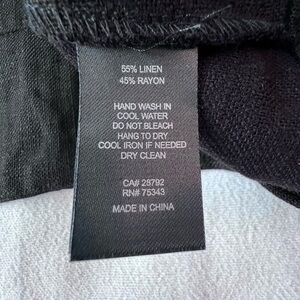 55% LINEN
45% RAYON
HAND WASH IN
COOL WATER
DO NOT BLEACH
HANG TO DRY
COOL IRON IF NEEDED
DRY CLEAN
CA# 28792
RN# 75343
MADE IN CHINA